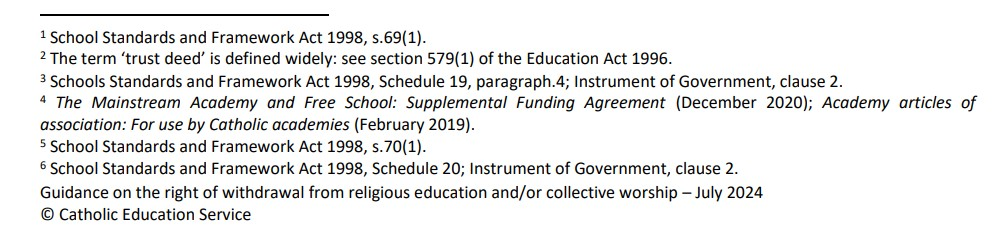 1 School Standards and Framework Act 1998, s.69(1).
2 The term ‘trust deed’ is defined widely: see section 579(1) of the Education Act 1996.
3 Schools Standards and Framework Act 1998, Schedule 19, paragraph.4; Instrument of Government, clause 2.
4 The Mainstream Academy and Free School: Supplemental Funding Agreement (December 2020); Academy articles of
association: For use by Catholic academies (February 2019).
5 School Standards and Framework Act 1998, s.70(1).
6 School Standards and Framework Act 1998, Schedule 20; Instrument of Government, clause 2.
Guidance on the right of withdrawal from religious education and/or collective worship – July 2024
© Catholic Education Service